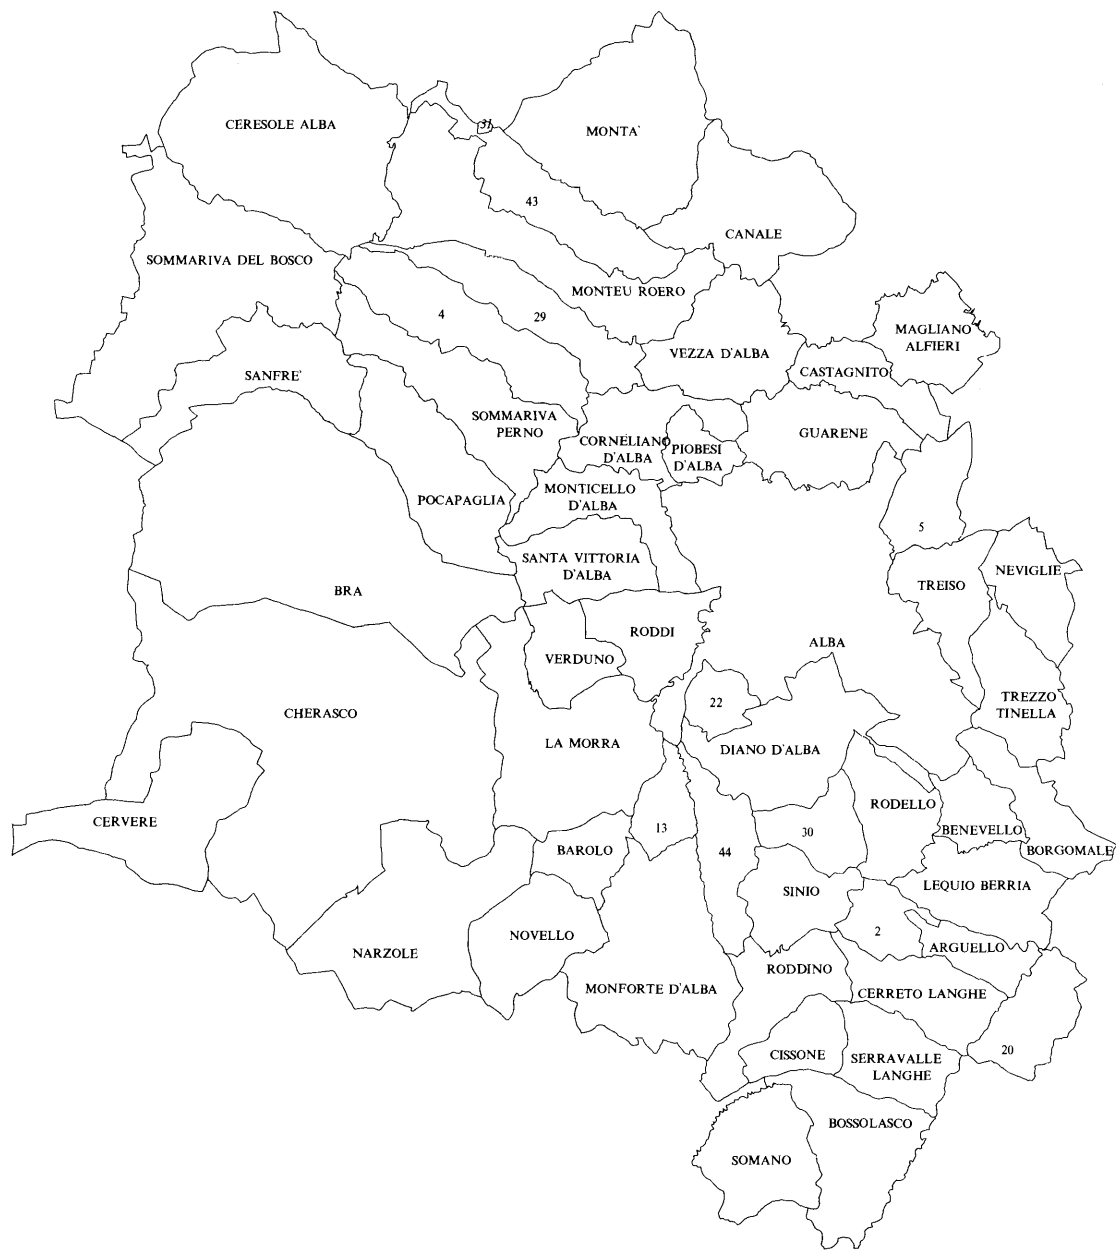 CERESOLE ALBA
31
MONTA`
43
CANALE
SOMMARIVA DEL BOSCO
MONTEU ROERO
4
29
MAGLIANO
ALFIERI
VEZZA D'ALBA
CASTAGNITO
SANFRE`
SOMMARIVA
PERNO
GUARENE
CORNELIANO
D'ALBA
PIOBESI
D'ALBA
MONTICELLO
D'ALBA
POCAPAGLIA
5
SANTA VITTORIA
D'ALBA
NEVIGLIE
TREISO
BRA
RODDI
ALBA
VERDUNO
TREZZO
TINELLA
22
CHERASCO
LA MORRA
DIANO D'ALBA
RODELLO
CERVERE
13
30
BENEVELLO
BAROLO
44
BORGOMALE
SINIO
LEQUIO BERRIA
NOVELLO
2
ARGUELLO
NARZOLE
RODDINO
MONFORTE D'ALBA
CERRETO LANGHE
20
CISSONE
SERRAVALLE
LANGHE
BOSSOLASCO
SOMANO